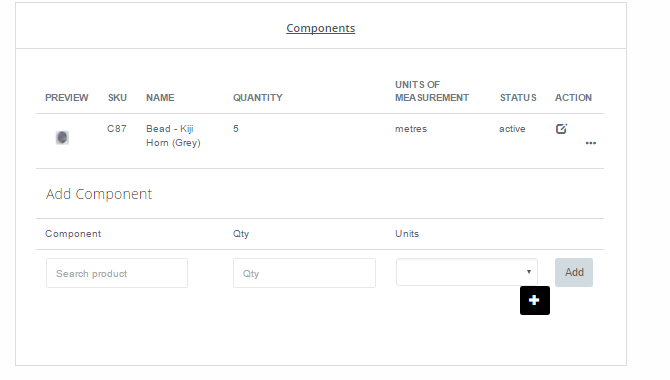 Components
PREVIEW SKU NAME QUANTITY UNITS OF MEASUREMENT STATUS ACTION
C87 Bead - Kiji Horn (Grey) 5 metres active
Add Component
Component Qty Units
Search product Qty Add